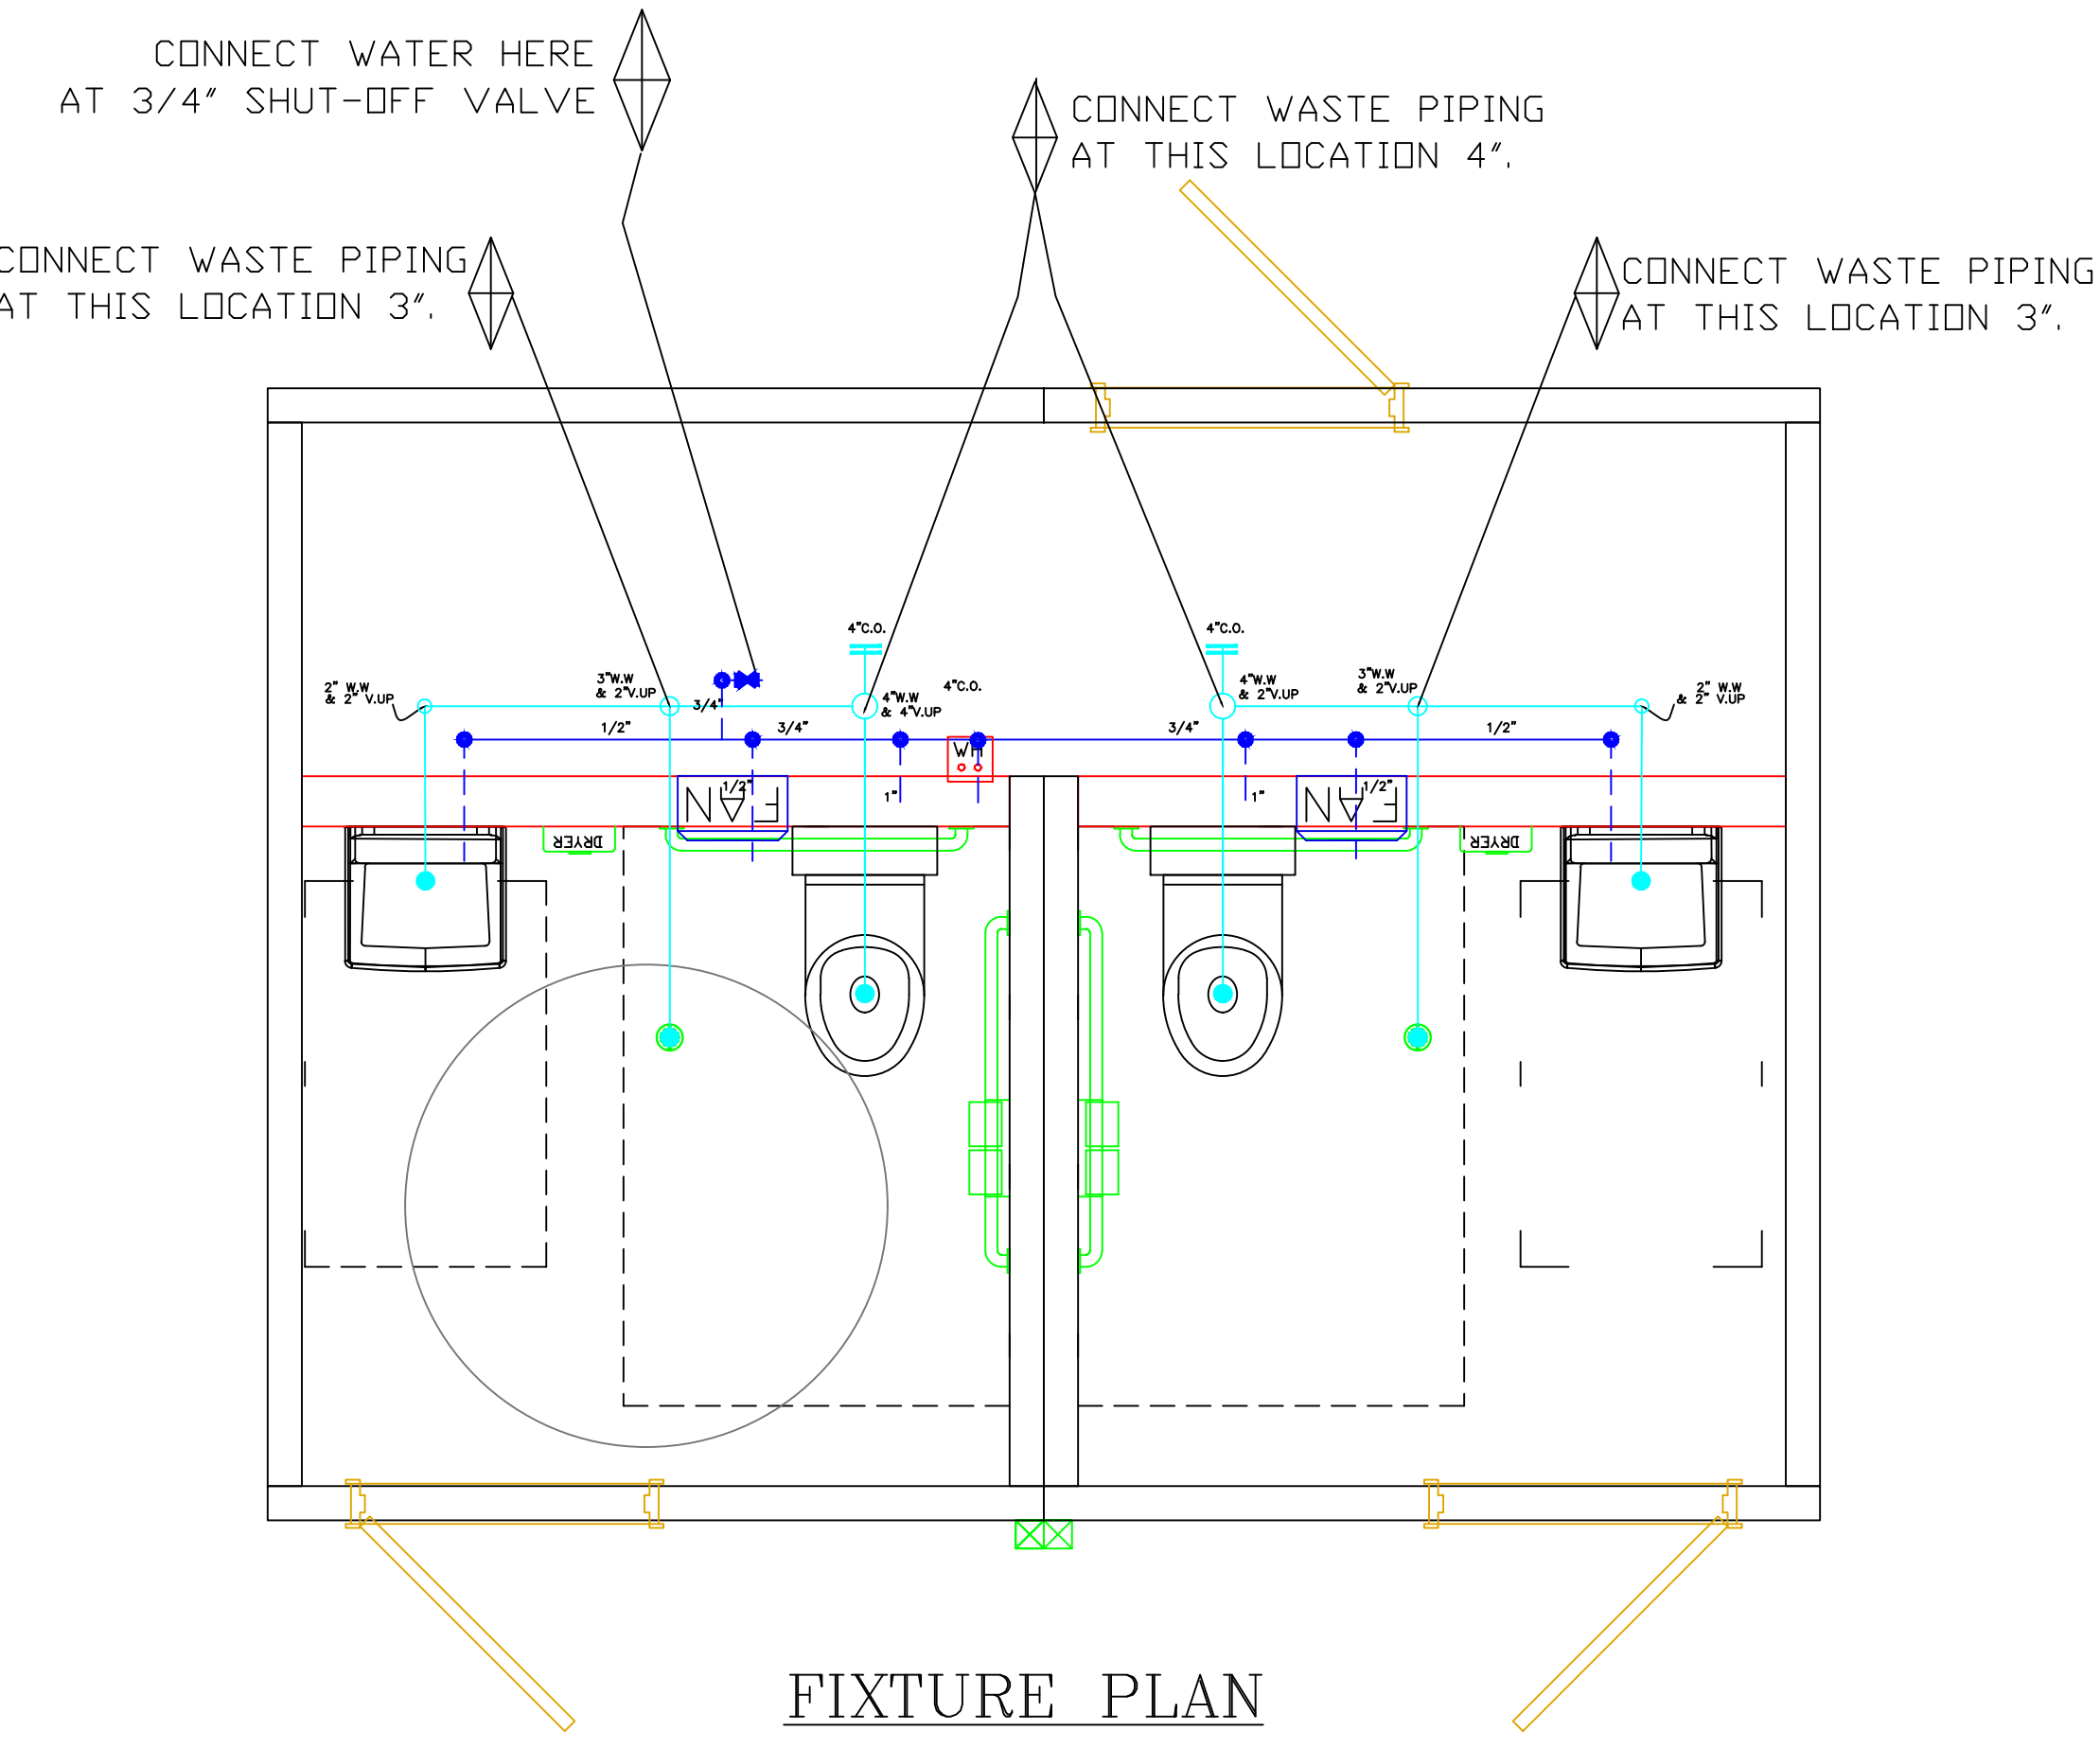 CONNECT WATER HERE
AT 3/4" SHUT-OFF VALVE
CONNECT WASTE PIPING
AT THIS LOCATION 4".
CONNECT WASTE PIPING
AT THIS LOCATION 3".
CONNECT WASTE PIPING
AT THIS LOCATION 3".
4"C.O.
4"C.O.
2" W.W
& 2" V.UP
3"W.W
& 2"V.UP
3/4"
4"W.W
& 4"V.UP
4"C.O.
4"W.W
& 2"V.UP
3"W.W
& 2"V.UP
2" W.W
& 2" V.UP
1/2"
3/4"
3/4"
1/2"
WH
1/2"
FAN
1"
1"
1/2"
FAN
DRYER
DRYER
FIXTURE PLAN